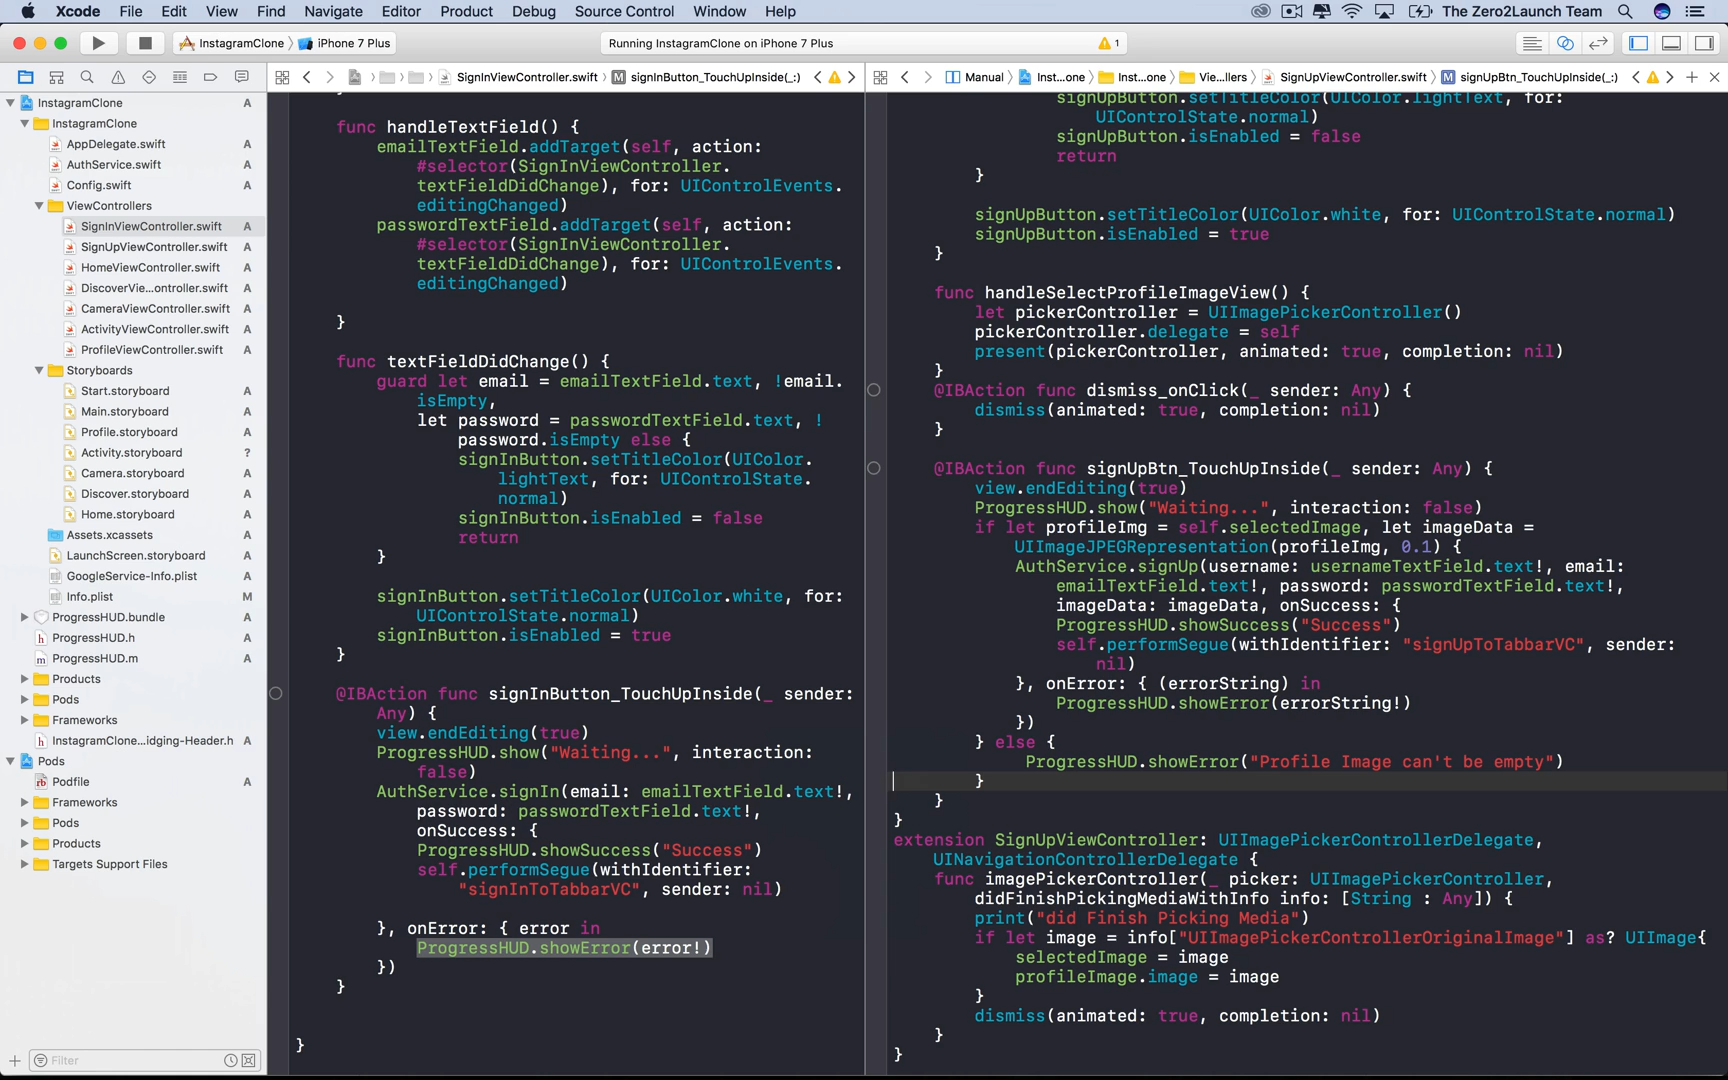 Xcode File Edit View Find Navigate Editor Product Debug Source Control Window Help The Zero2Launch Team
InstagramClone iPhone 7 Plus Running InstagramClone on iPhone 7 Plus 1
SignInViewController.swift M signInButton_TouchUpInside(_:) Manual Inst...one Inst...one Vie...llers SignUpViewController.swift M signUpBtn_TouchUpInside(_:)
InstagramClone A
InstagramClone
AppDelegate.swift A
AuthService.swift A
Config.swift A
ViewControllers
SignInViewController.swift A
SignUpViewController.swift A
HomeViewController.swift A
DiscoverVie...ontroller.swift A
CameraViewController.swift A
ActivityViewController.swift A
ProfileViewController.swift A
Storyboards
Start.storyboard A
Main.storyboard A
Profile.storyboard A
Activity.storyboard ?
Camera.storyboard A
Discover.storyboard A
Home.storyboard A
Assets.xcassets A
LaunchScreen.storyboard A
GoogleService-Info.plist A
Info.plist M
ProgressHUD.bundle A
h ProgressHUD.h A
m ProgressHUD.m A
Products
Pods
Frameworks
h InstagramClone...idging-Header.h A
Pods
rb Podfile A
Frameworks
Pods
Products
Targets Support Files
Filter
func handleTextField() {
emailTextField.addTarget(self, action:
#selector(SignInViewController.
textFieldDidChange), for: UIControlEvents.
editingChanged)
passwordTextField.addTarget(self, action:
#selector(SignInViewController.
textFieldDidChange), for: UIControlEvents.
editingChanged)
}
func textFieldDidChange() {
guard let email = emailTextField.text, !email.
isEmpty,
let password = passwordTextField.text, !
password.isEmpty else {
signInButton.setTitleColor(UIColor.
lightText, for: UIControlState.
normal)
signInButton.isEnabled = false
return
}
signInButton.setTitleColor(UIColor.white, for:
UIControlState.normal)
signInButton.isEnabled = true
}
@IBAction func signInButton_TouchUpInside(_ sender:
Any) {
view.endEditing(true)
ProgressHUD.show("Waiting...", interaction:
false)
AuthService.signIn(email: emailTextField.text!,
password: passwordTextField.text!,
onSuccess: {
ProgressHUD.showSuccess("Success")
self.performSegue(withIdentifier:
"signInToTabbarVC", sender: nil)
}, onError: { error in
ProgressHUD.showError(error!)
})
}
}
signUpButton.setTitleColor(UIColor.lightText, for:
UIControlState.normal)
signUpButton.isEnabled = false
return
}
signUpButton.setTitleColor(UIColor.white, for: UIControlState.normal)
signUpButton.isEnabled = true
}
func handleSelectProfileImageView() {
let pickerController = UIImagePickerController()
pickerController.delegate = self
present(pickerController, animated: true, completion: nil)
}
@IBAction func dismiss_onClick(_ sender: Any) {
dismiss(animated: true, completion: nil)
}
@IBAction func signUpBtn_TouchUpInside(_ sender: Any) {
view.endEditing(true)
ProgressHUD.show("Waiting...", interaction: false)
if let profileImg = self.selectedImage, let imageData =
UIImageJPEGRepresentation(profileImg, 0.1) {
AuthService.signUp(username: usernameTextField.text!, email:
emailTextField.text!, password: passwordTextField.text!,
imageData: imageData, onSuccess: {
ProgressHUD.showSuccess("Success")
self.performSegue(withIdentifier: "signUpToTabbarVC", sender:
nil)
}, onError: { (errorString) in
ProgressHUD.showError(errorString!)
})
} else {
ProgressHUD.showError("Profile Image can't be empty")
}
}
}
extension SignUpViewController: UIImagePickerControllerDelegate,
UINavigationControllerDelegate {
func imagePickerController(_ picker: UIImagePickerController,
didFinishPickingMediaWithInfo info: [String : Any]) {
print("did Finish Picking Media")
if let image = info["UIImagePickerControllerOriginalImage"] as? UIImage{
selectedImage = image
profileImage.image = image
}
dismiss(animated: true, completion: nil)
}
}